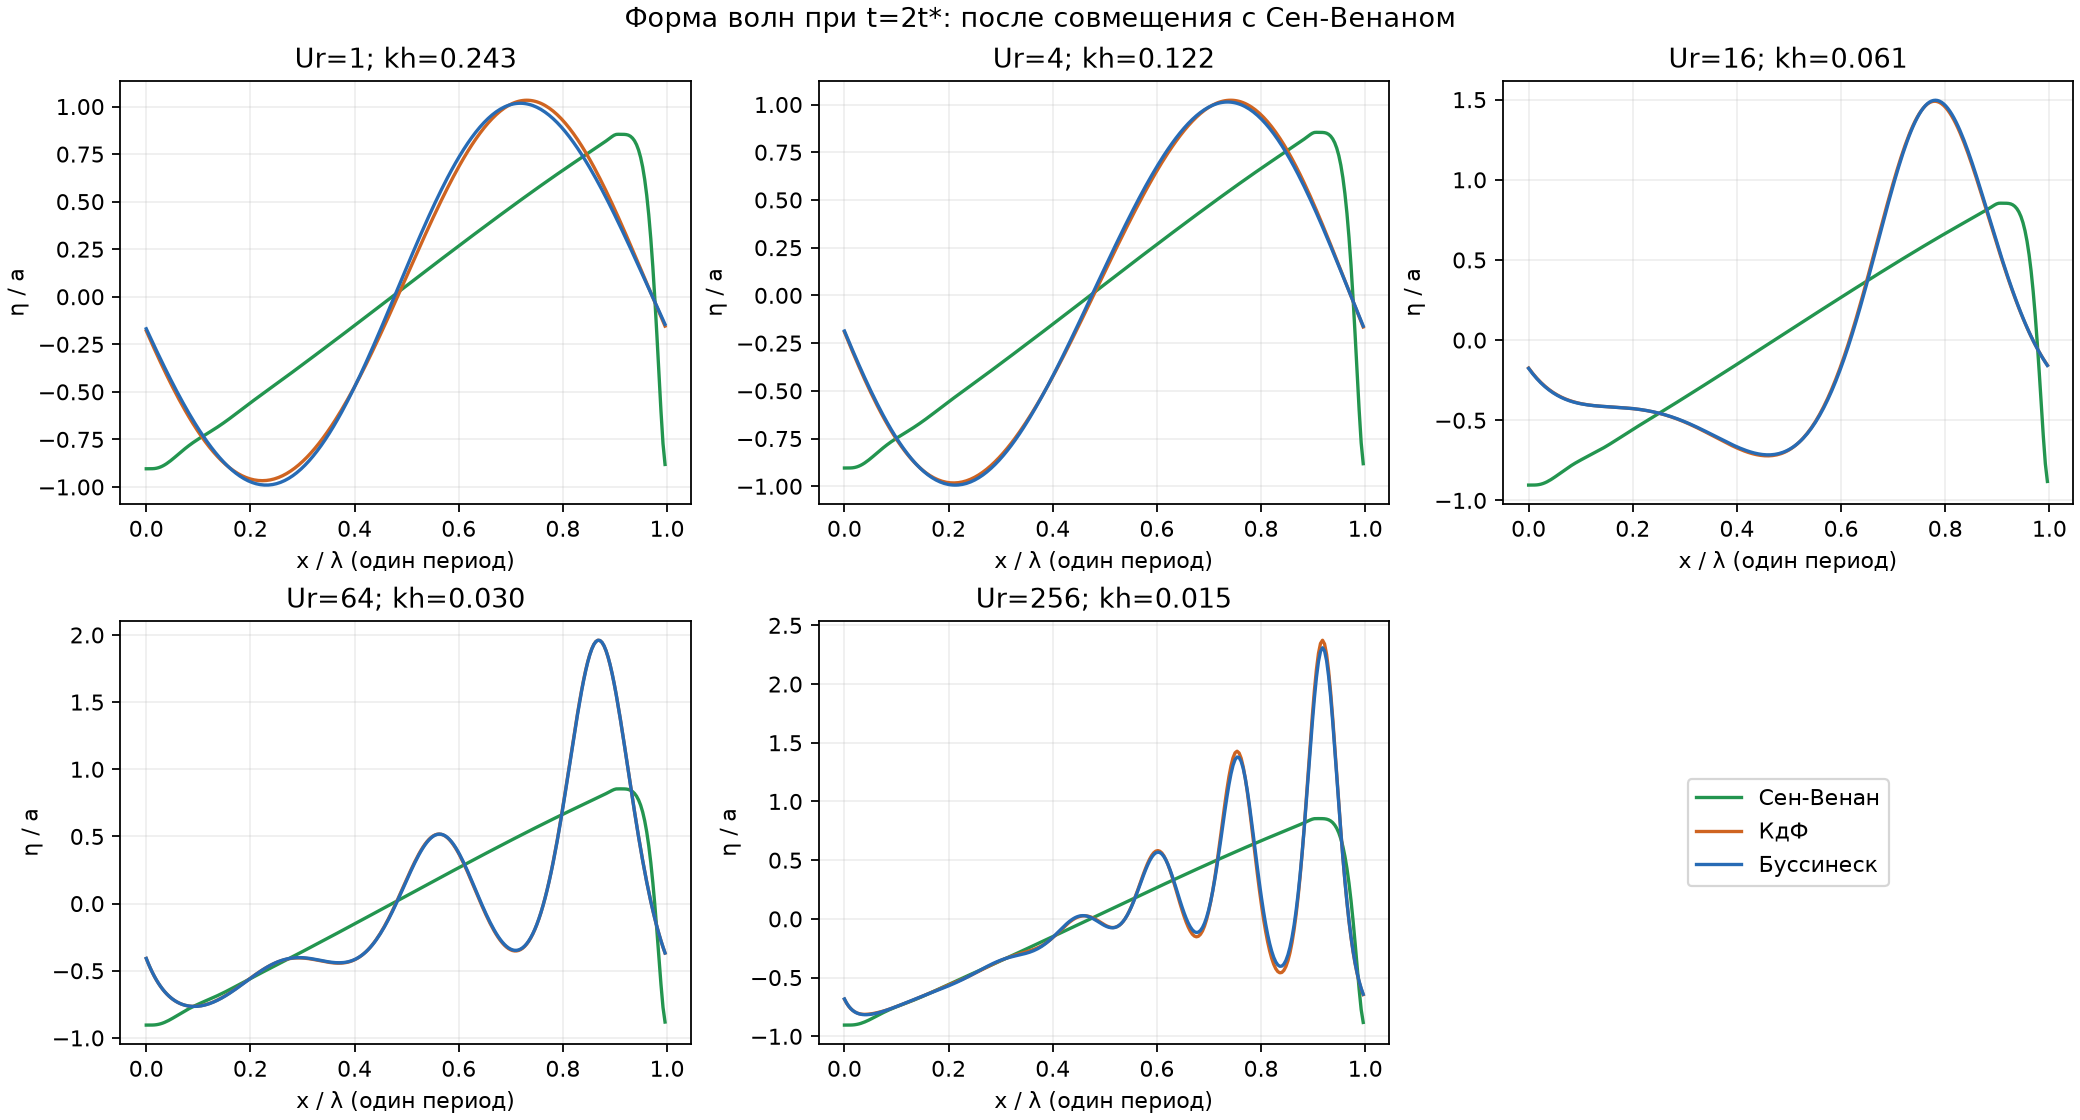 Форма волн при t=2t*: после совмещения с Сен-Венаном
Ur=1; kh=0.243
1.00
0.75
0.50
0.25
0.00
−0.25
−0.50
−0.75
−1.00
η / a
0.0 0.2 0.4 0.6 0.8 1.0
x / λ (один период)
Ur=4; kh=0.122
1.00
0.75
0.50
0.25
0.00
−0.25
−0.50
−0.75
−1.00
η / a
0.0 0.2 0.4 0.6 0.8 1.0
x / λ (один период)
Ur=16; kh=0.061
1.5
1.0
0.5
0.0
−0.5
−1.0
η / a
0.0 0.2 0.4 0.6 0.8 1.0
x / λ (один период)
Ur=64; kh=0.030
2.0
1.5
1.0
0.5
0.0
−0.5
−1.0
η / a
0.0 0.2 0.4 0.6 0.8 1.0
x / λ (один период)
Ur=256; kh=0.015
2.5
2.0
1.5
1.0
0.5
0.0
−0.5
−1.0
η / a
0.0 0.2 0.4 0.6 0.8 1.0
x / λ (один период)
Сен-Венан
КдФ
Буссинеск